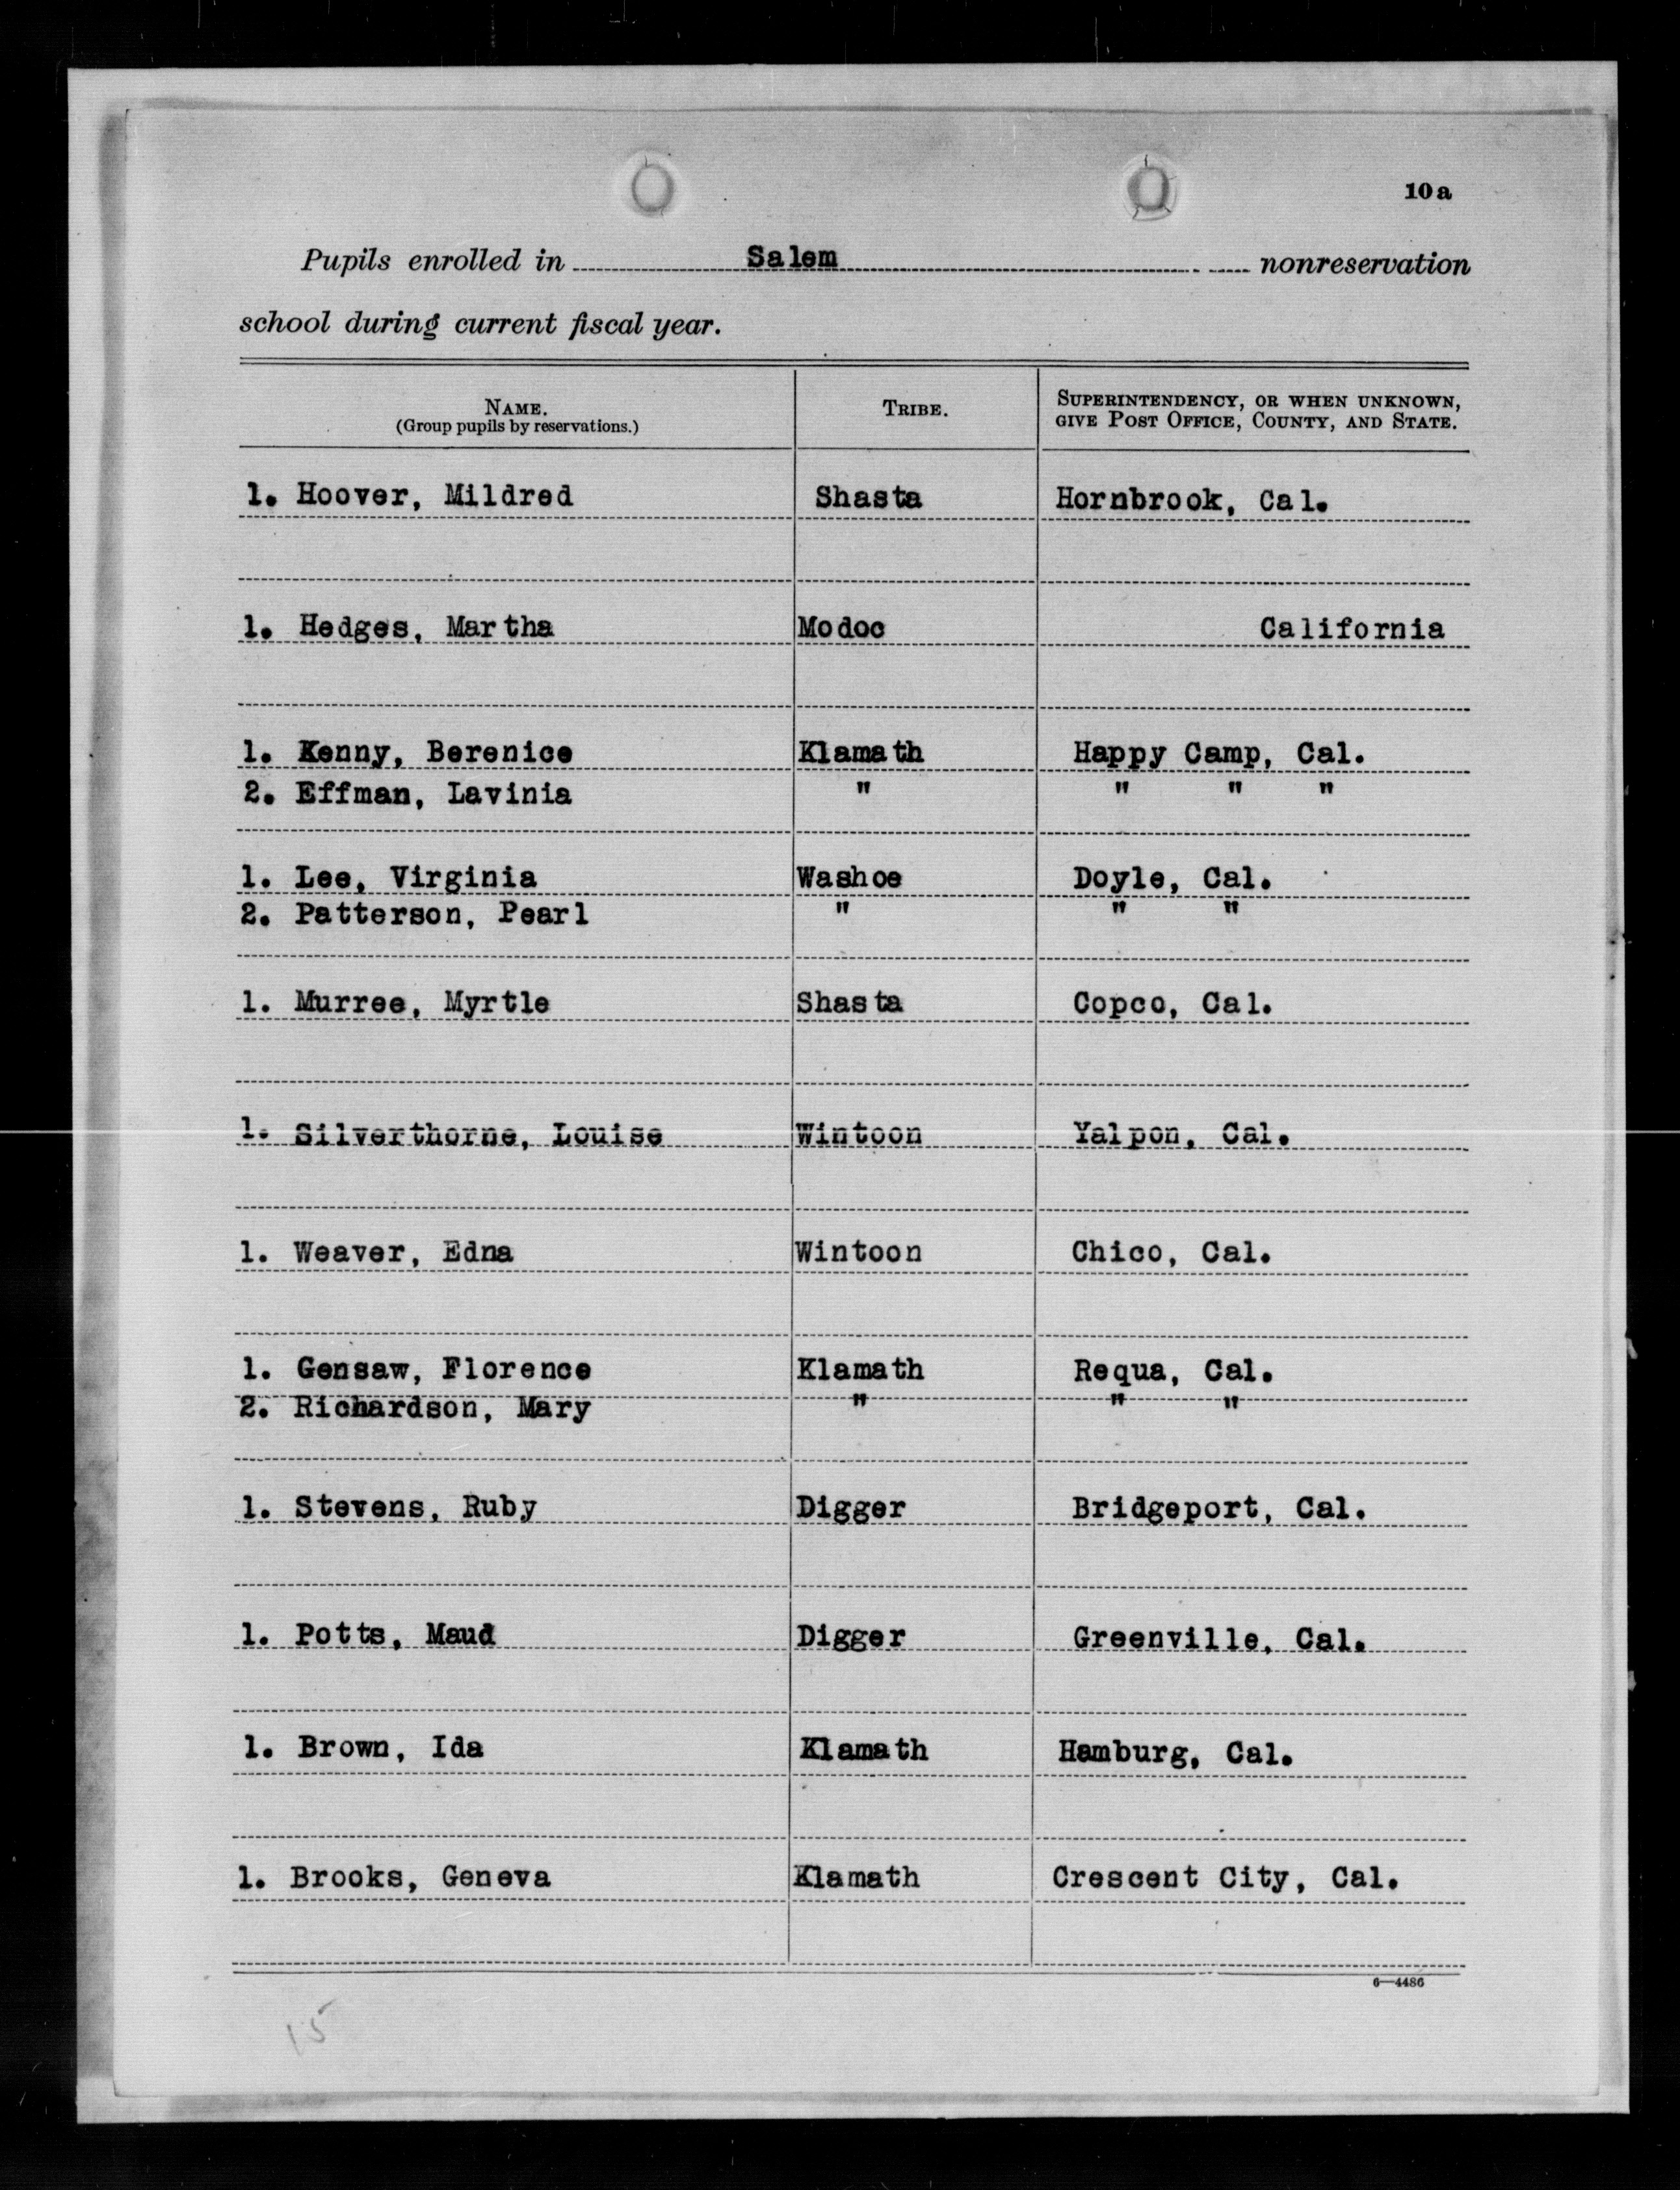 10a
Pupils enrolled in Salem nonreservation
school during current fiscal year.
NAME. TRIBE. SUPERINTENDENCY, OR WHEN UNKNOWN,
(Group pupils by reservations.) GIVE POST OFFICE, COUNTY, AND STATE.
1. Hoover, Mildred Shasta Hornbrook, Cal.
1. Hedges, Martha Modoc California
1. Kenny, Berenice Klamath Happy Camp, Cal.
2. Effman, Lavinia " " " "
1. Lee, Virginia Washoe Doyle, Cal.
2. Patterson, Pearl " " "
1. Murree, Myrtle Shasta Copco, Cal.
1. Silverthorne, Louise Wintoon Yalpon, Cal.
1. Weaver, Edna Wintoon Chico, Cal.
1. Gensaw, Florence Klamath Requa, Cal.
2. Richardson, Mary " " "
1. Stevens, Ruby Digger Bridgeport, Cal.
1. Potts, Maud Digger Greenville, Cal.
1. Brown, Ida Klamath Hamburg, Cal.
1. Brooks, Geneva Klamath Crescent City, Cal.
6—4486
15